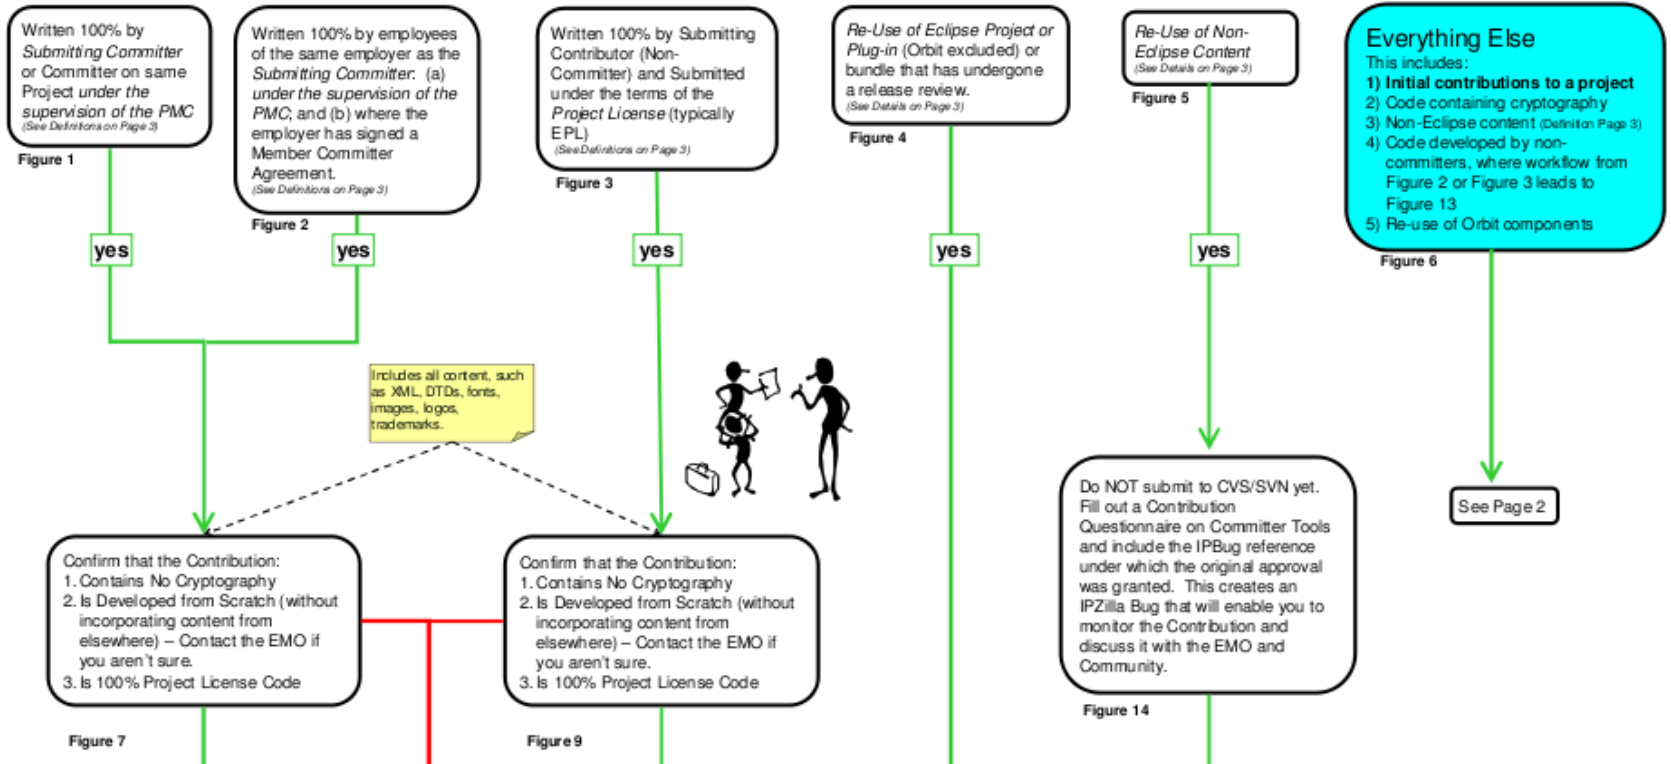 Written 100% by
Submitting Committer
or Committer on same
Project under the
supervision of the PMC
(See Definitions on Page 3)
Figure 1
Written 100% by employees
of the same employer as the
Submitting Committer: (a)
under the supervision of the
PMC; and (b) where the
employer has signed a
Member Committer
Agreement.
(See Definitions on Page 3)
Figure 2
Written 100% by Submitting
Contributor (Non-
Committer) and Submitted
under the terms of the
Project License (typically
EPL)
(See Definitions on Page 3)
Figure 3
Re-Use of Eclipse Project or
Plug-in (Orbit excluded) or
bundle that has undergone
a release review.
(See Details on Page 3)
Figure 4
Re-Use of Non-
Eclipse Content
(See Details on Page 3)
Figure 5
Everything Else
This includes:
1) Initial contributions to a project
2) Code containing cryptography
3) Non-Eclipse content (Definition Page 3)
4) Code developed by non-
committers, where workflow from
Figure 2 or Figure 3 leads to
Figure 13
5) Re-use of Orbit components
Figure 6
yes
yes
yes
yes
yes
Includes all content, such
as XML, DTDs, fonts,
images, logos,
trademarks.
See Page 2
Confirm that the Contribution:
1. Contains No Cryptography
2. Is Developed from Scratch (without
incorporating content from
elsewhere) – Contact the EMO if
you aren't sure.
3. Is 100% Project License Code
Figure 7
Confirm that the Contribution:
1. Contains No Cryptography
2. Is Developed from Scratch (without
incorporating content from
elsewhere) – Contact the EMO if
you aren't sure.
3. Is 100% Project License Code
Figure 9
Do NOT submit to CVS/SVN yet.
Fill out a Contribution
Questionnaire on Committer Tools
and include the IPBug reference
under which the original approval
was granted. This creates an
IPZilla Bug that will enable you to
monitor the Contribution and
discuss it with the EMO and
Community.
Figure 14